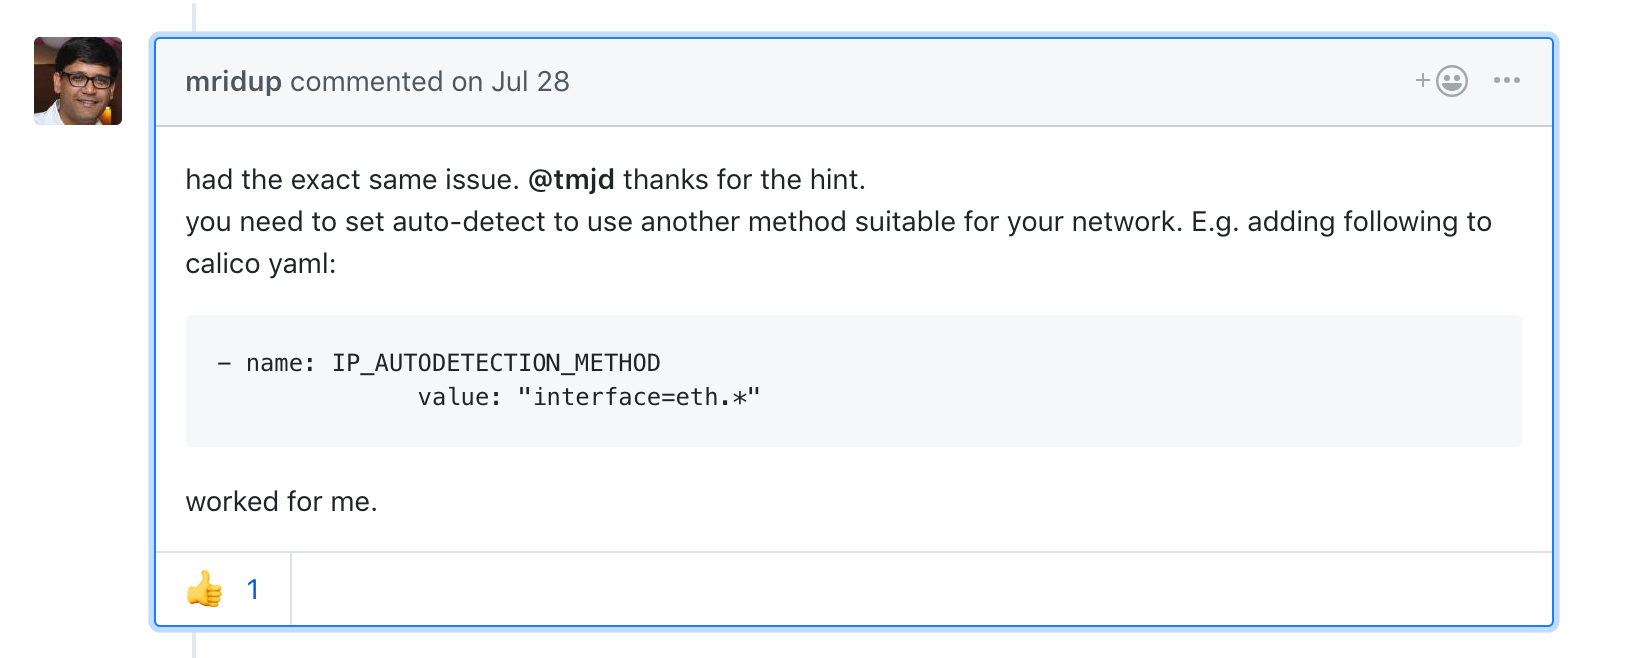 mridup commented on Jul 28
had the exact same issue. @tmjd thanks for the hint.
you need to set auto-detect to use another method suitable for your network. E.g. adding following to
calico yaml:
- name: IP_AUTODETECTION_METHOD
              value: "interface=eth.*"
worked for me.
👍 1